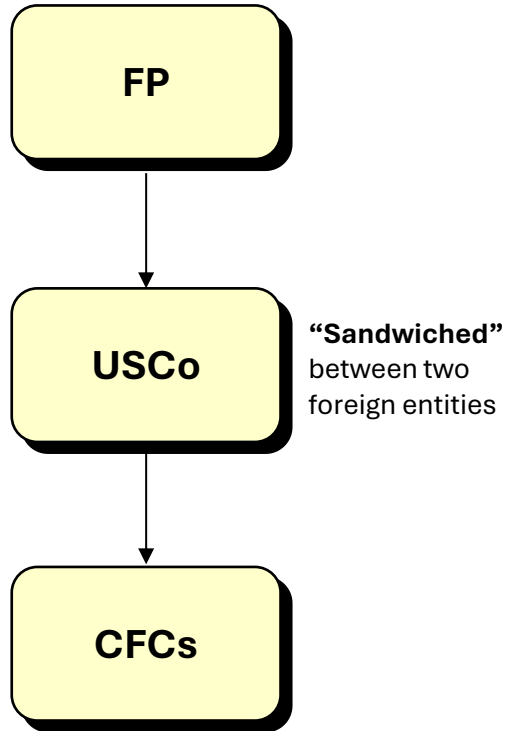 FP
USCo
“Sandwiched”
between two
foreign entities
CFCs